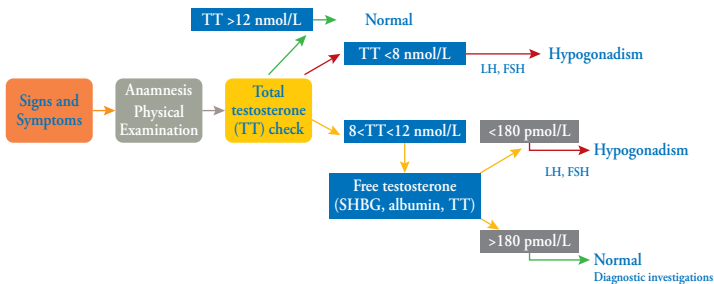 TT >12 nmol/L
Normal
TT <8 nmol/L
LH, FSH
Hypogonadism
Signs and
Symptoms
Anamnesis
Physical
Examination
Total
testosterone
(TT) check
8<TT<12 nmol/L
<180 pmol/L
LH, FSH
Hypogonadism
Free testosterone
(SHBG, albumin, TT)
>180 pmol/L
Normal
Diagnostic investigations